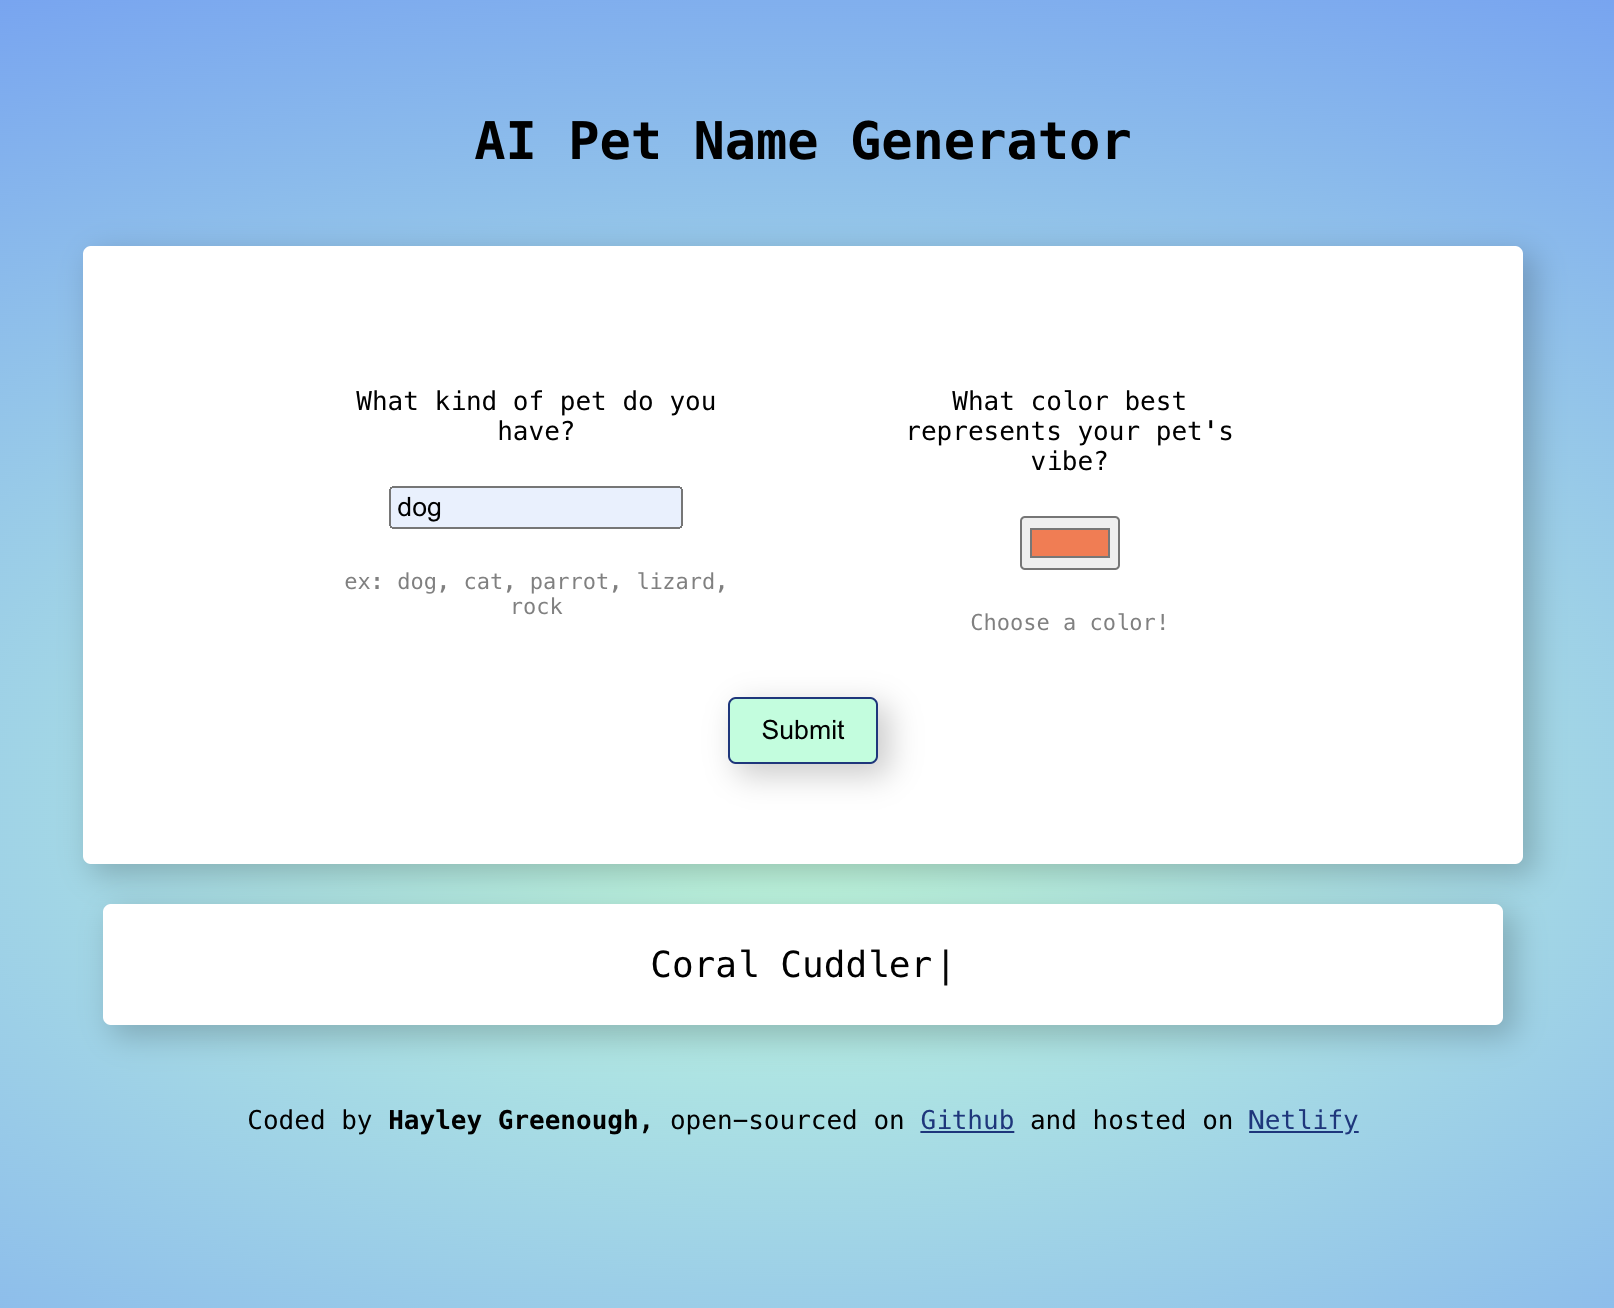 AI Pet Name Generator
What kind of pet do you
have?
dog
ex: dog, cat, parrot, lizard,
rock
What color best
represents your pet's
vibe?
Choose a color!
Submit
Coral Cuddler|
Coded by Hayley Greenough, open-sourced on Github and hosted on Netlify